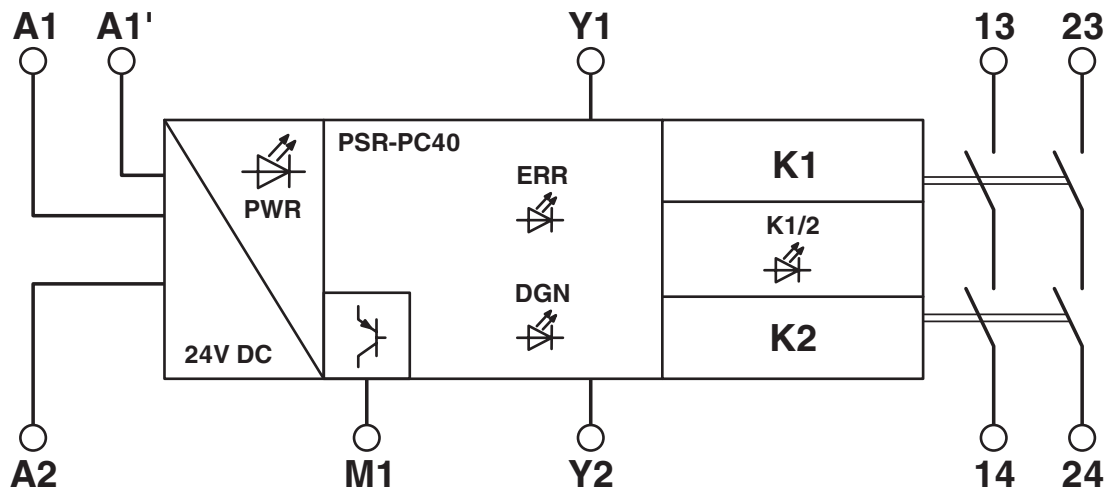 A1 A1' Y1 13 23
PSR-PC40
K1
ERR
PWR
K1/2
DGN
K2
24V DC
A2 M1 Y2 14 24